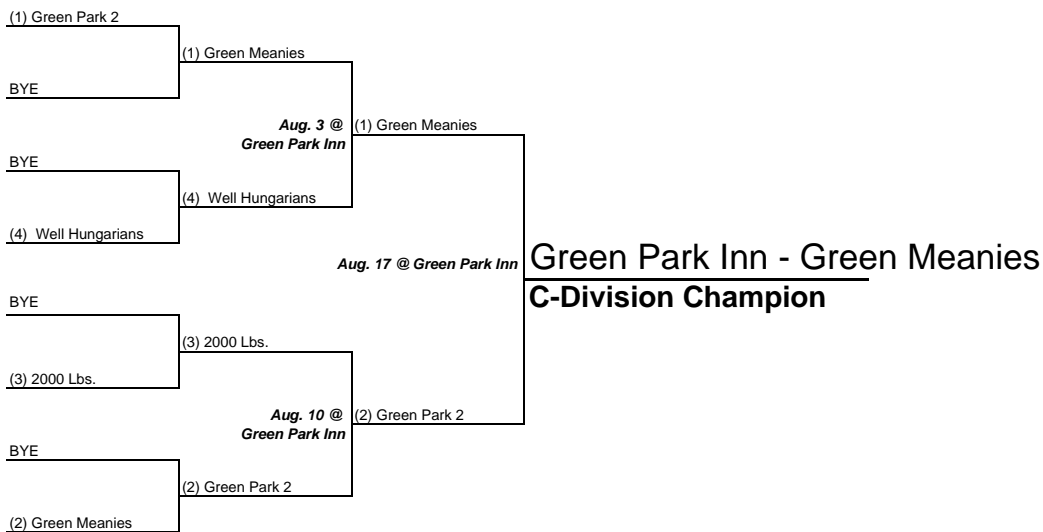 (1) Green Park 2
(1) Green Meanies
BYE
Aug. 3 @
Green Park Inn
(1) Green Meanies
BYE
(4)  Well Hungarians
(4)  Well Hungarians
Aug. 17 @ Green Park Inn
Green Park Inn - Green Meanies
C-Division Champion
BYE
(3) 2000 Lbs.
(3) 2000 Lbs.
Aug. 10 @
Green Park Inn
(2) Green Park 2
BYE
(2) Green Park 2
(2) Green Meanies